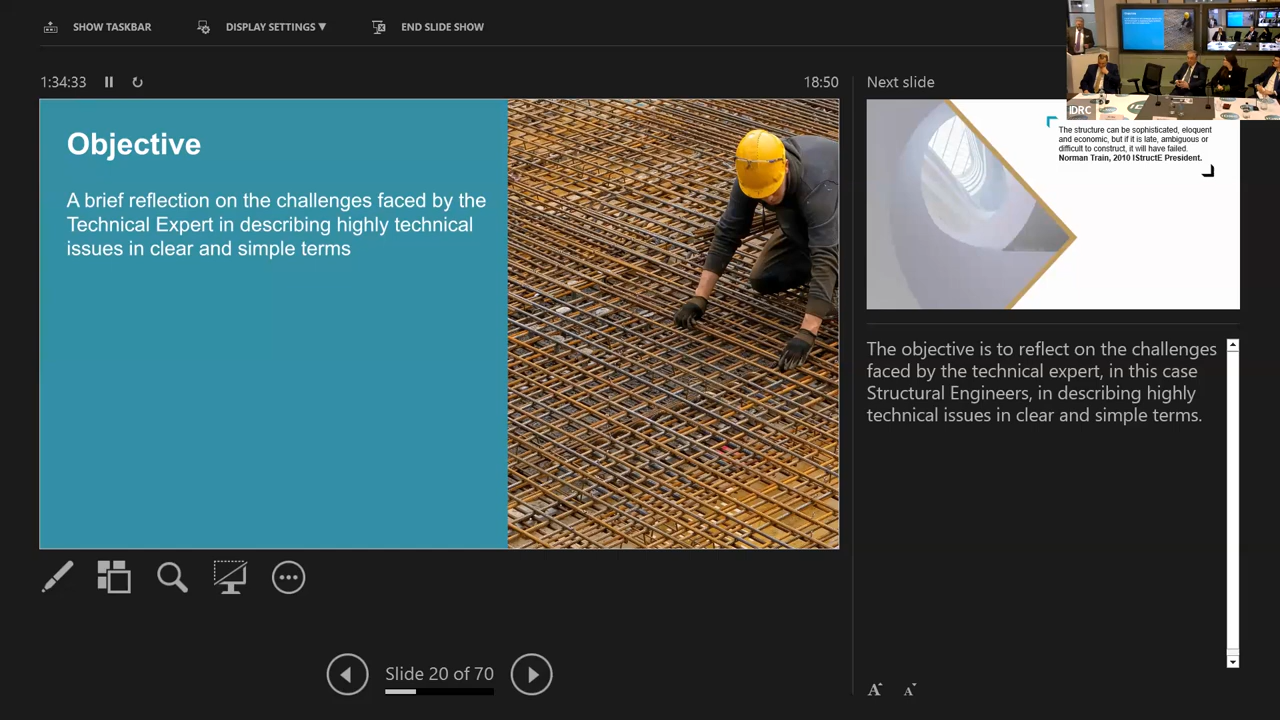 SHOW TASKBAR
DISPLAY SETTINGS ▼
END SLIDE SHOW
1:34:33
18:50
Next slide
IDRC
Objective
A brief reflection on the challenges faced by the
Technical Expert in describing highly technical
issues in clear and simple terms
The structure can be sophisticated, eloquent
and economic, but if it is late, ambiguous or
difficult to construct, it will have failed.
Norman Train, 2010 IStructE President.
The objective is to reflect on the challenges
faced by the technical expert, in this case
Structural Engineers, in describing highly
technical issues in clear and simple terms.
Slide 20 of 70
A A